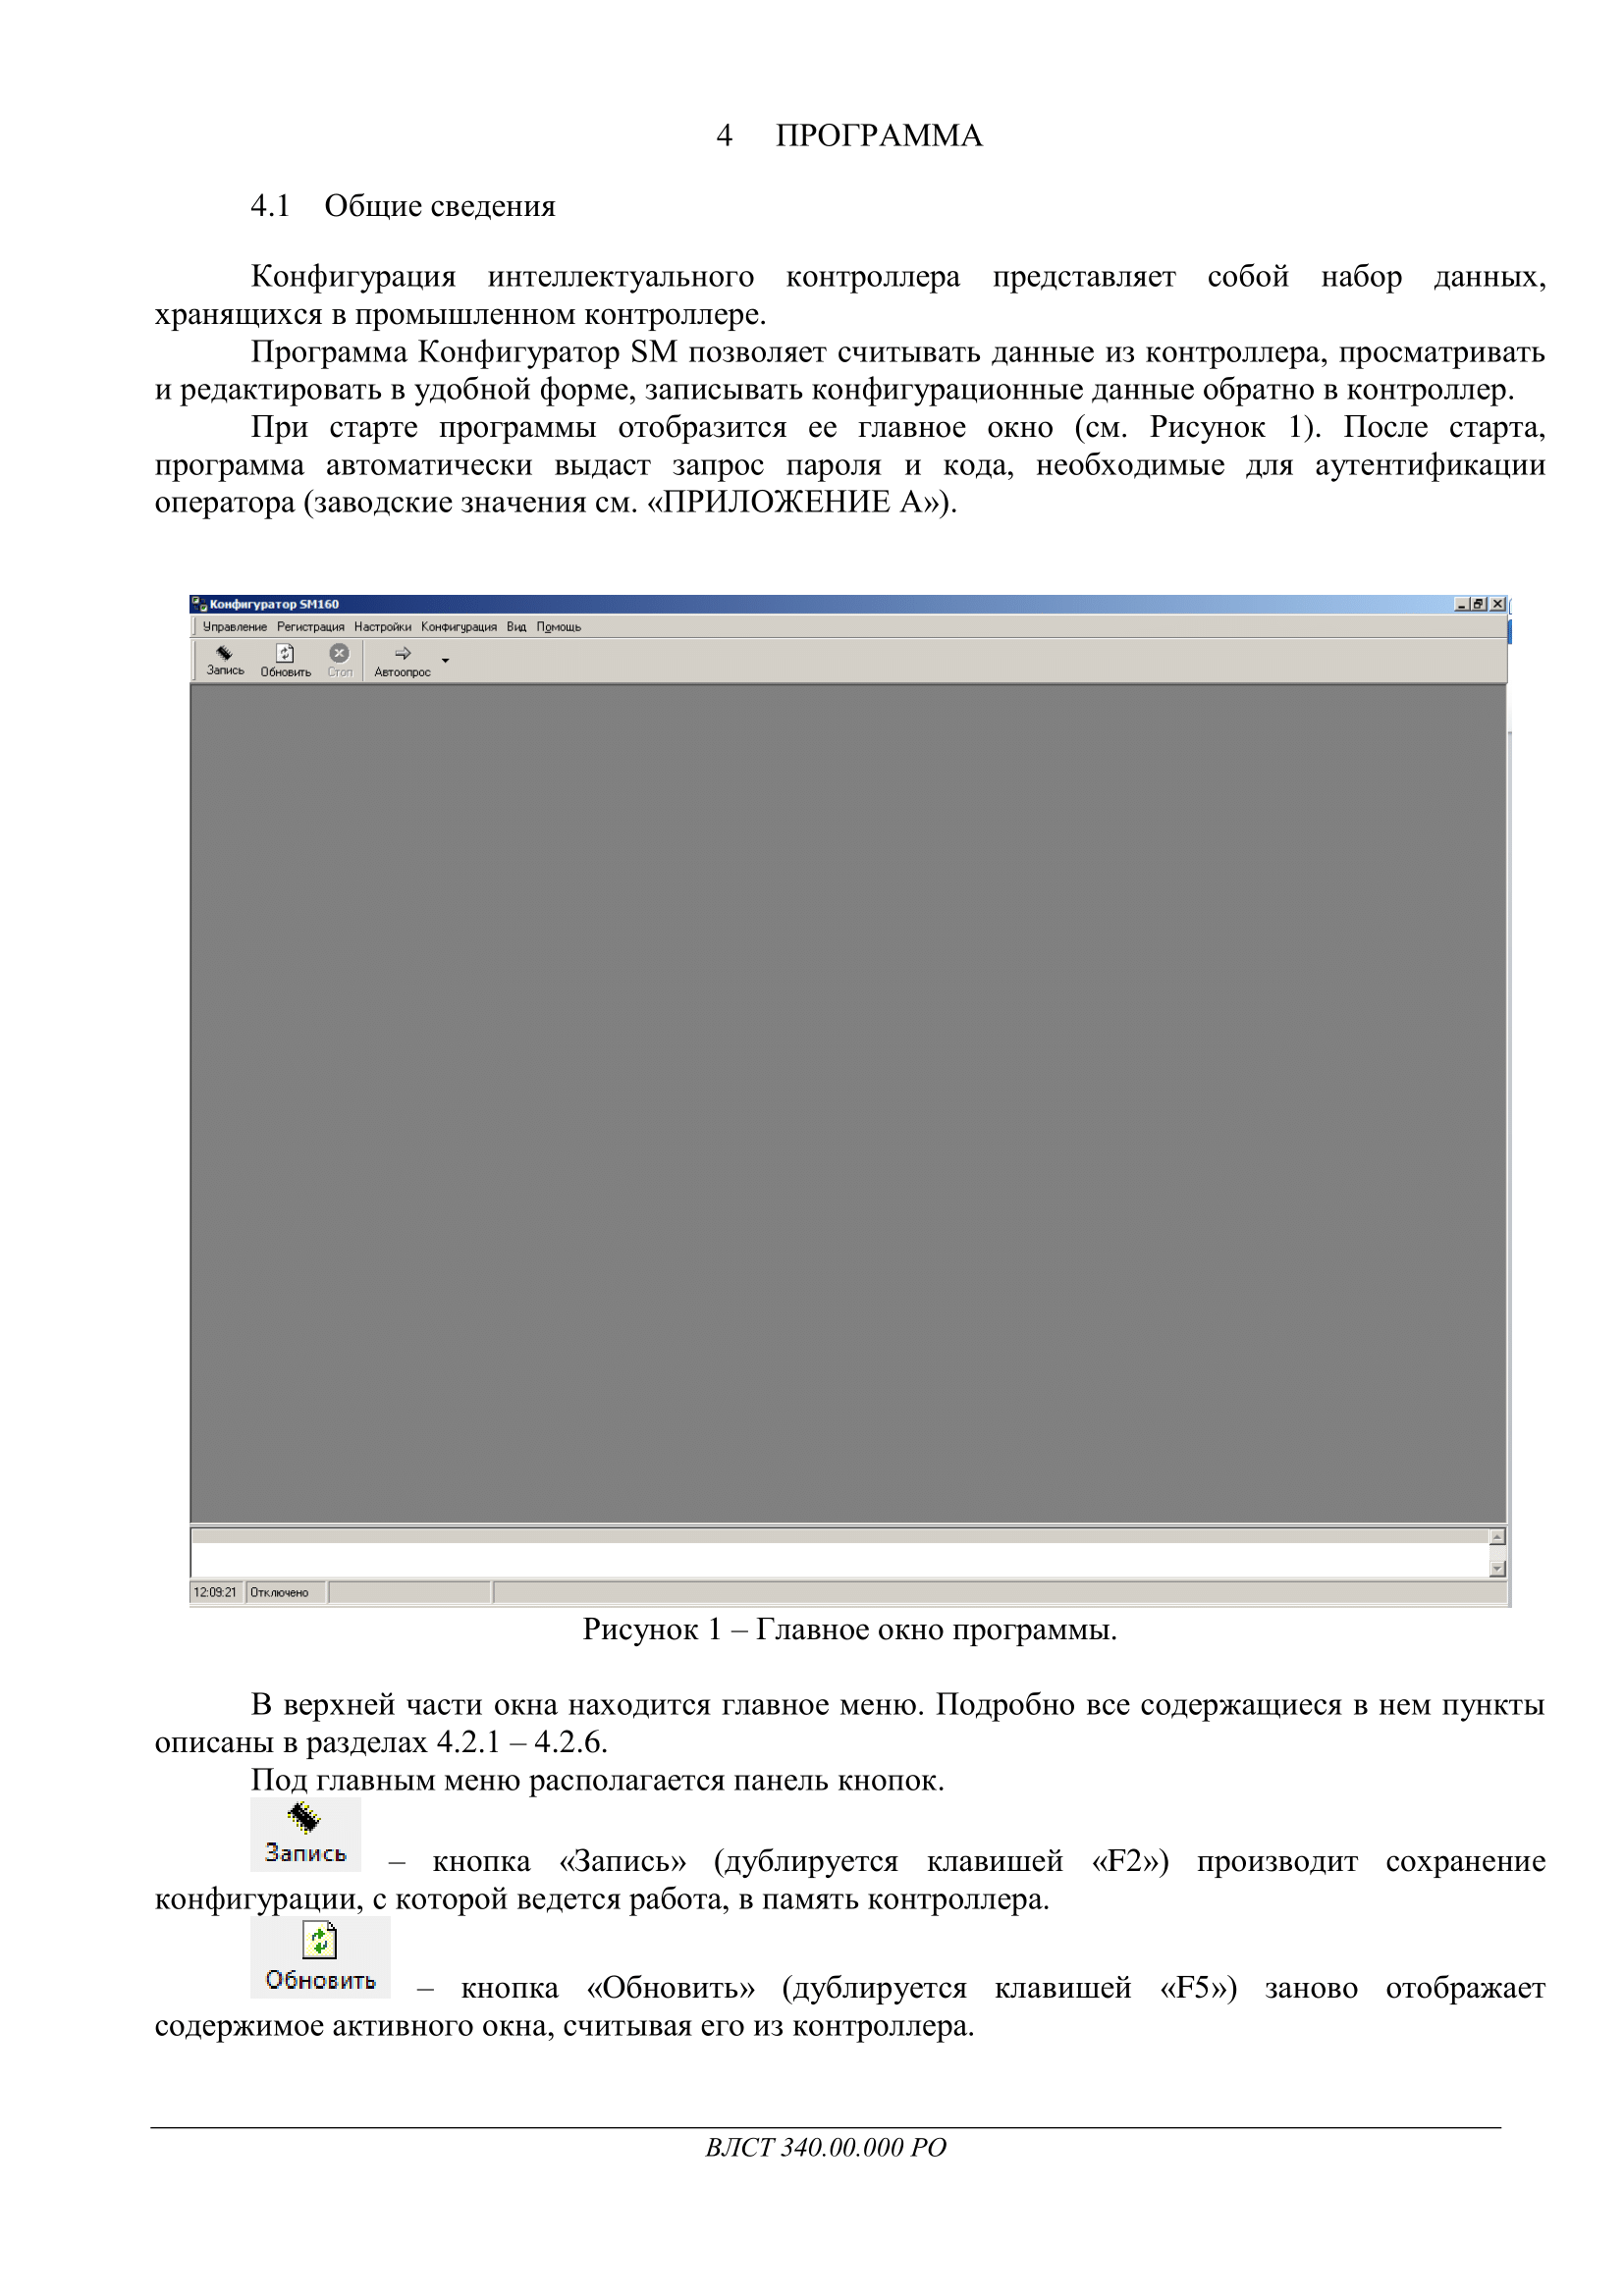 4 ПРОГРАММА
4.1 Общие сведения
Конфигурация интеллектуального контроллера представляет собой набор данных,
хранящихся в промышленном контроллере.
Программа Конфигуратор SM позволяет считывать данные из контроллера, просматривать
и редактировать в удобной форме, записывать конфигурационные данные обратно в контроллер.
При старте программы отобразится ее главное окно (см. Рисунок 1). После старта,
программа автоматически выдаст запрос пароля и кода, необходимые для аутентификации
оператора (заводские значения см. «ПРИЛОЖЕНИЕ А»).
Конфигуратор SM160
Управление Регистрация Настройки Конфигурация Вид Помощь
Запись Обновить Стоп Автоопрос
12:09:21 Отключено
Рисунок 1 – Главное окно программы.
В верхней части окна находится главное меню. Подробно все содержащиеся в нем пункты
описаны в разделах 4.2.1 – 4.2.6.
Под главным меню располагается панель кнопок.
Запись – кнопка «Запись» (дублируется клавишей «F2») производит сохранение
конфигурации, с которой ведется работа, в память контроллера.
Обновить – кнопка «Обновить» (дублируется клавишей «F5») заново отображает
содержимое активного окна, считывая его из контроллера.
ВЛСТ 340.00.000 РО